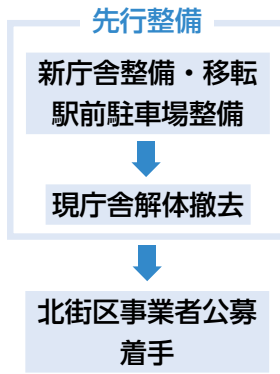 先行整備
新庁舎整備・移転
駅前駐車場整備
現庁舎解体撤去
北街区事業者公募
着手